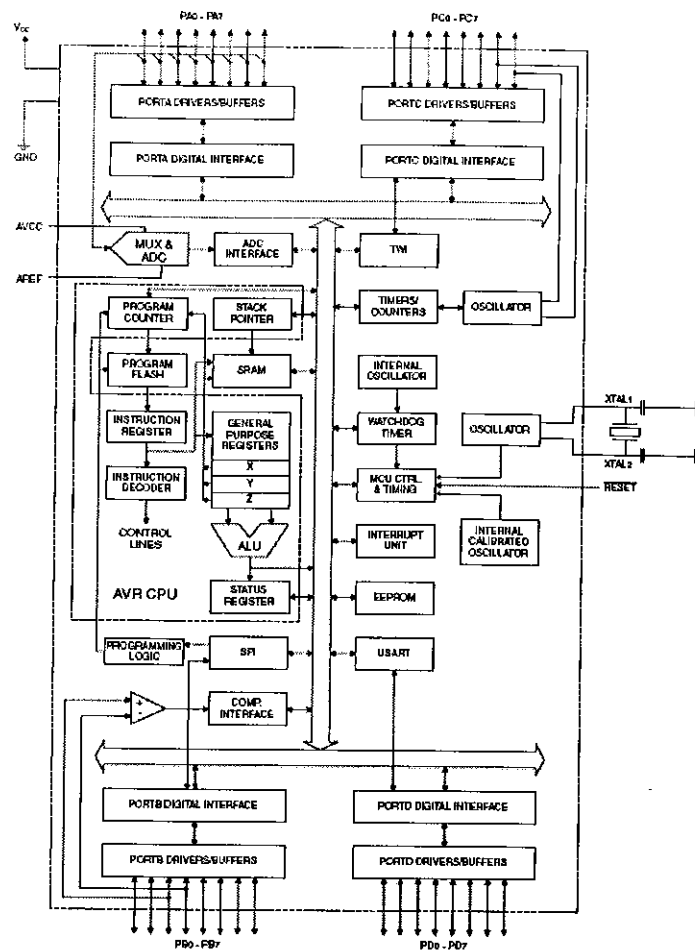 PA0 - PA7
PC0 - PC7
VCC
GND
PORTA DRIVERS/BUFFERS
PORTC DRIVERS/BUFFERS
PORTA DIGITAL INTERFACE
PORTC DIGITAL INTERFACE
AVCC
AREF
MUX &
ADC
ADC
INTERFACE
TWI
PROGRAM
COUNTER
STACK
POINTER
TIMERS/
COUNTERS
OSCILLATOR
PROGRAM
FLASH
SRAM
INTERNAL
OSCILLATOR
INSTRUCTION
REGISTER
GENERAL
PURPOSE
REGISTERS
X
Y
Z
WATCHDOG
TIMER
OSCILLATOR
XTAL1
XTAL2
INSTRUCTION
DECODER
MCU CTRL
& TIMING
RESET
CONTROL
LINES
ALU
INTERRUPT
UNIT
INTERNAL
CALIBRATED
OSCILLATOR
AVR CPU
STATUS
REGISTER
EEPROM
PROGRAMMING
LOGIC
SPI
USART
+
-
COMP.
INTERFACE
PORTB DIGITAL INTERFACE
PORTD DIGITAL INTERFACE
PORTB DRIVERS/BUFFERS
PORTD DRIVERS/BUFFERS
PB0 - PB7
PD0 - PD7